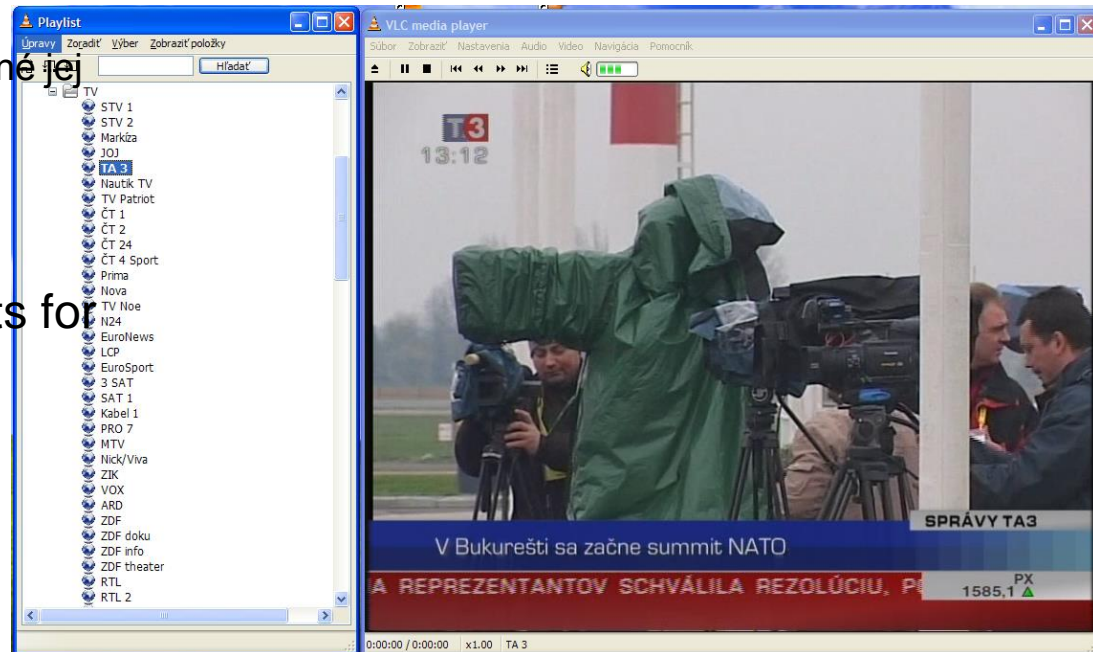 Playlist
Úpravy Zoradiť Výber Zobraziť položky
né jej
Hľadať
TV
STV 1
STV 2
Markíza
JOJ
TA 3
Nautik TV
TV Patriot
ČT 1
ČT 2
ČT 24
ČT 4 Sport
Prima
Nova
ts for
TV Noe
N24
EuroNews
LCP
EuroSport
3 SAT
SAT 1
Kabel 1
PRO 7
MTV
Nick/Viva
ZIK
VOX
ARD
ZDF
ZDF doku
ZDF info
ZDF theater
RTL
RTL 2
VLC media player
Súbor Zobraziť Nastavenia Audio Video Navigácia Pomocník
TA3
13:12
SPRÁVY TA3
V Bukurešti sa začne summit NATO
A REPREZENTANTOV SCHVÁLILA REZOLÚCIU,
PX
1585,1
0:00:00 / 0:00:00 x1.00 TA 3